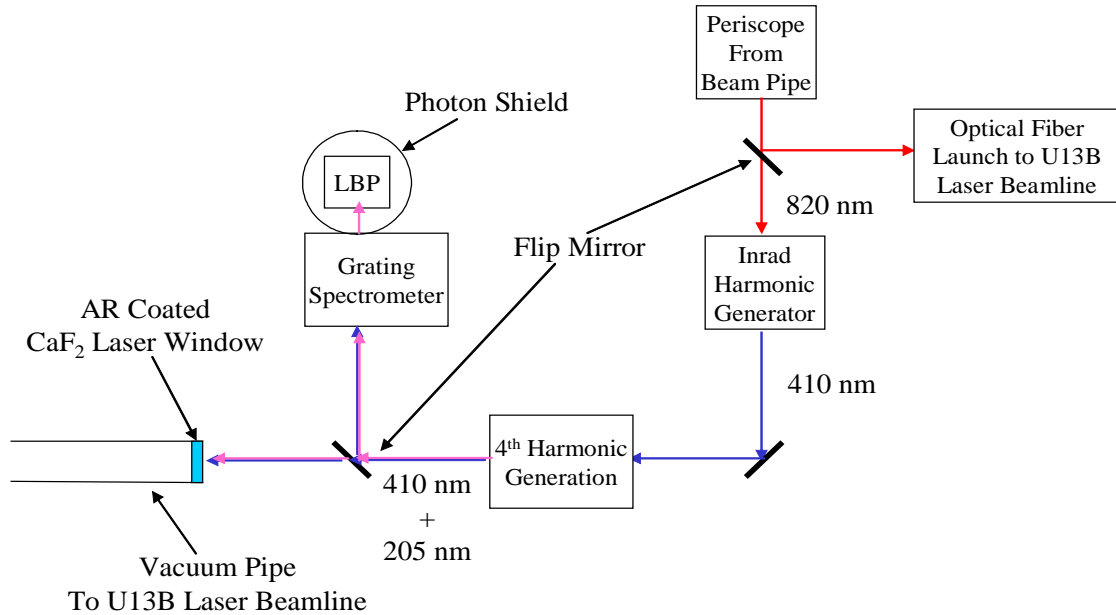 Periscope
From
Beam Pipe
Photon Shield
Optical Fiber
Launch to U13B
Laser Beamline
LBP
820 nm
Flip Mirror
Grating
Spectrometer
Inrad
Harmonic
Generator
AR Coated
CaF2 Laser Window
410 nm
4th Harmonic
Generation
410 nm
+
205 nm
Vacuum Pipe
To U13B Laser Beamline